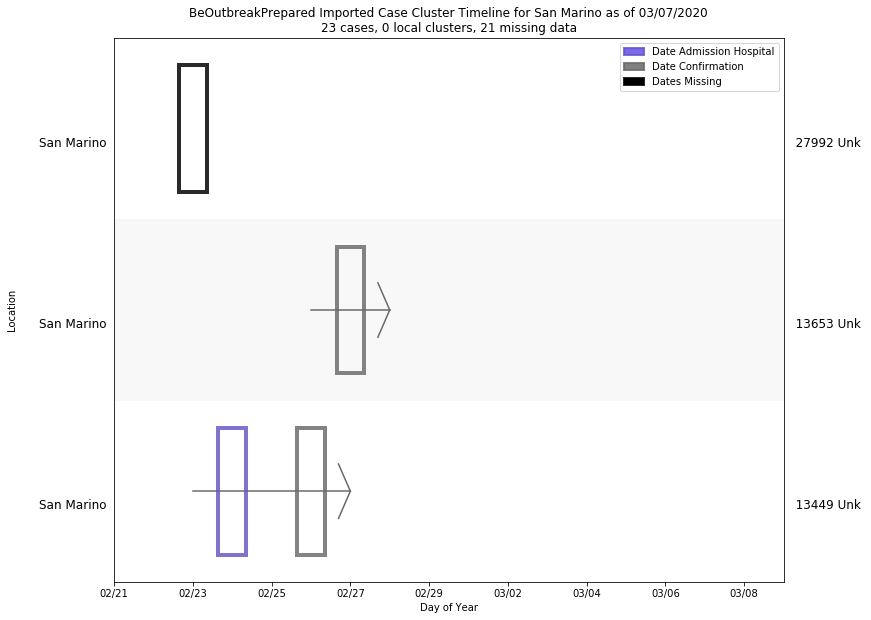 BeOutbreakPrepared Imported Case Cluster Timeline for San Marino as of 03/07/2020
23 cases, 0 local clusters, 21 missing data
Date Admission Hospital
Date Confirmation
Dates Missing
San Marino
27992 Unk
San Marino
13653 Unk
San Marino
13449 Unk
Location
02/21
02/23
02/25
02/27
02/29
03/02
03/04
03/06
03/08
Day of Year